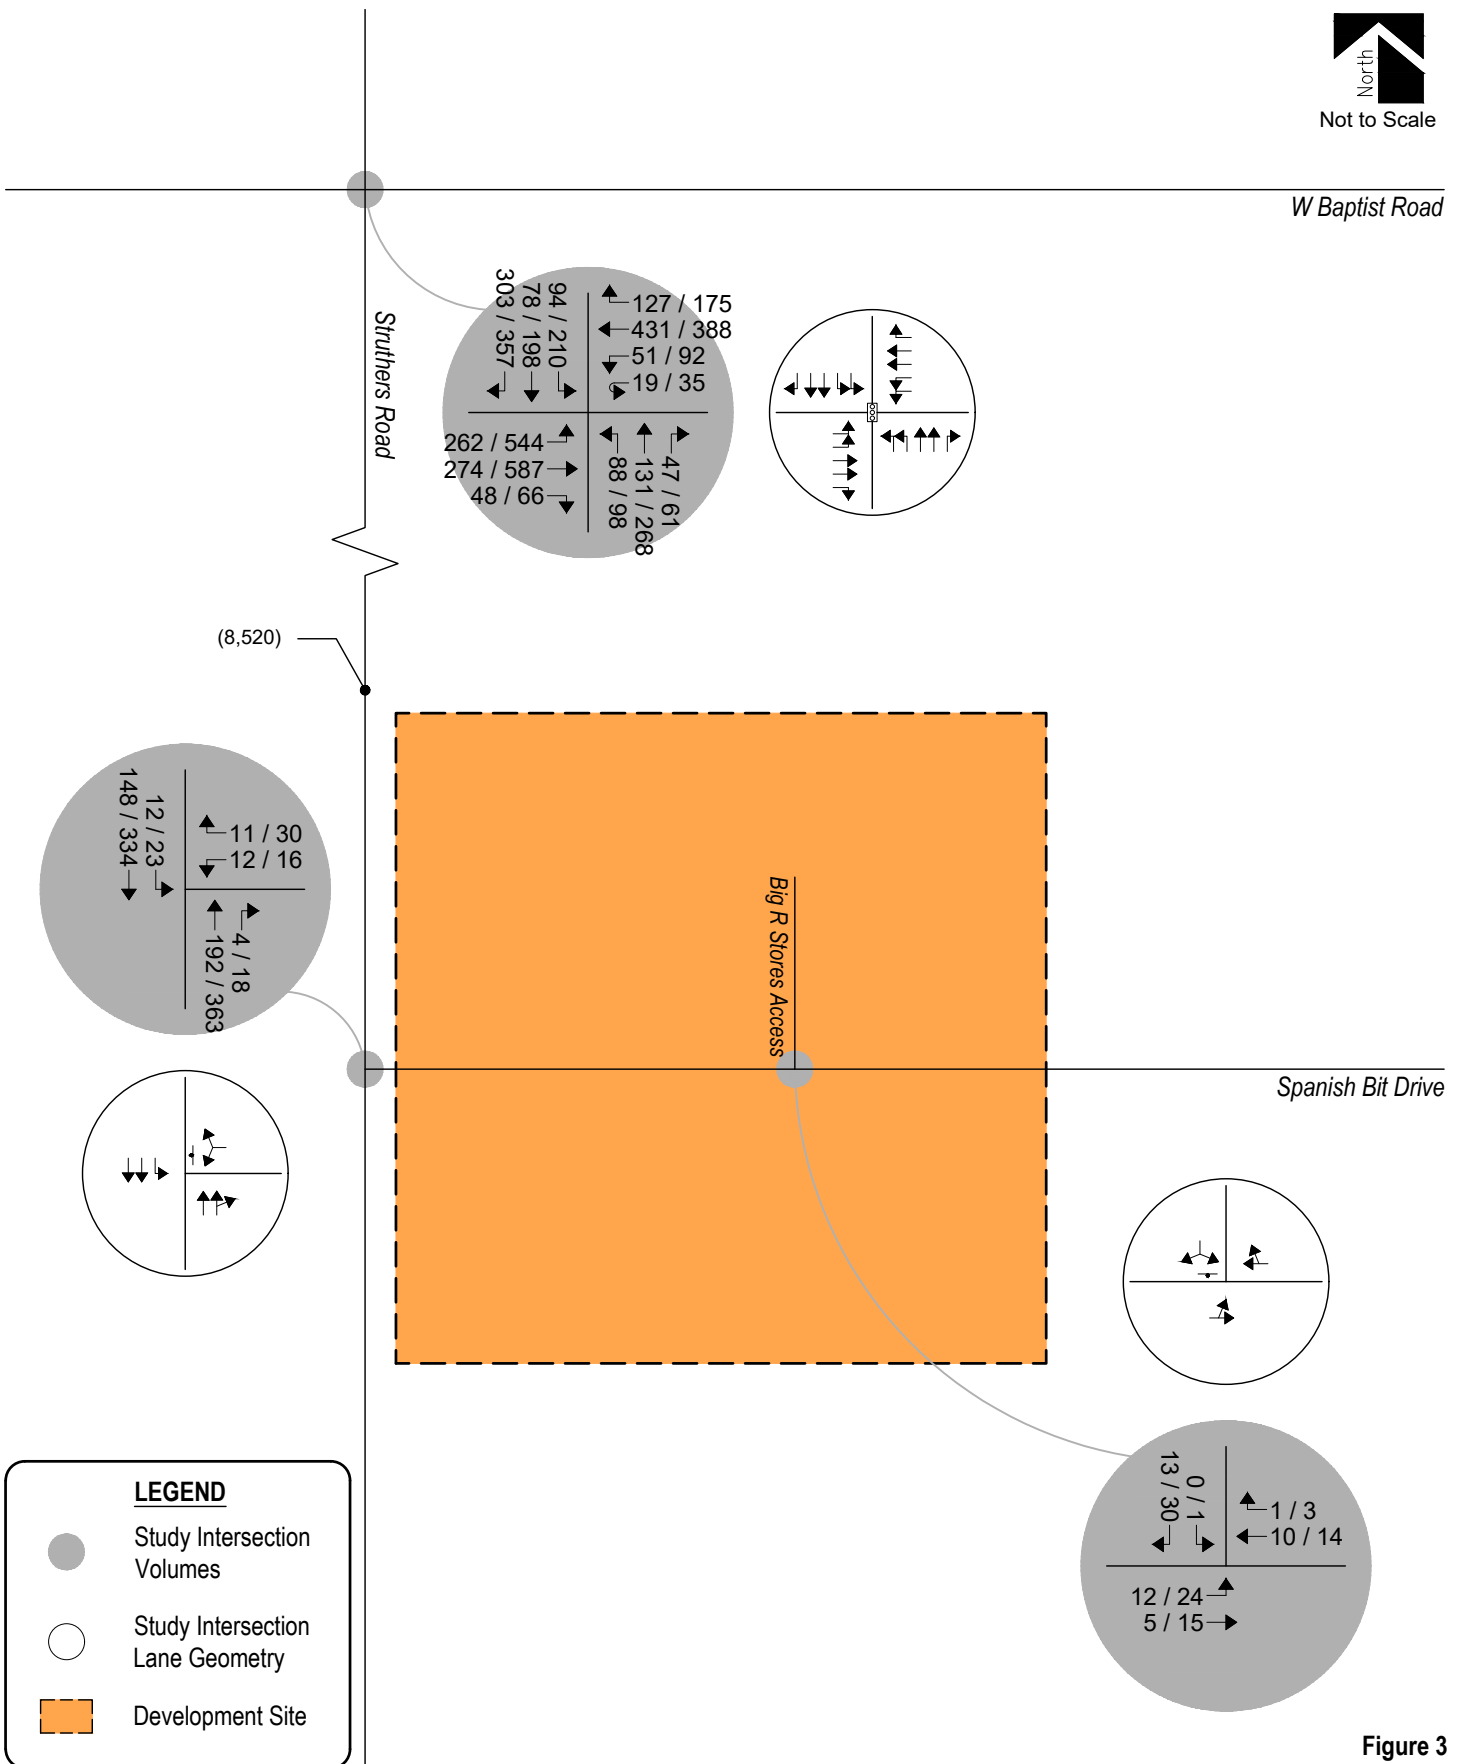 North
Not to Scale
W Baptist Road
Struthers Road
303 / 357
78 / 198
94 / 210
127 / 175
431 / 388
51 / 92
19 / 35
262 / 544
274 / 587
48 / 66
88 / 98
131 / 268
47 / 61
(8,520)
148 / 334
12 / 23
11 / 30
12 / 16
192 / 363
4 / 18
Big R Stores Access
Spanish Bit Drive
13 / 30
0 / 1
1 / 3
10 / 14
12 / 24
5 / 15
LEGEND
Study Intersection
Volumes
Study Intersection
Lane Geometry
Development Site
Figure 3